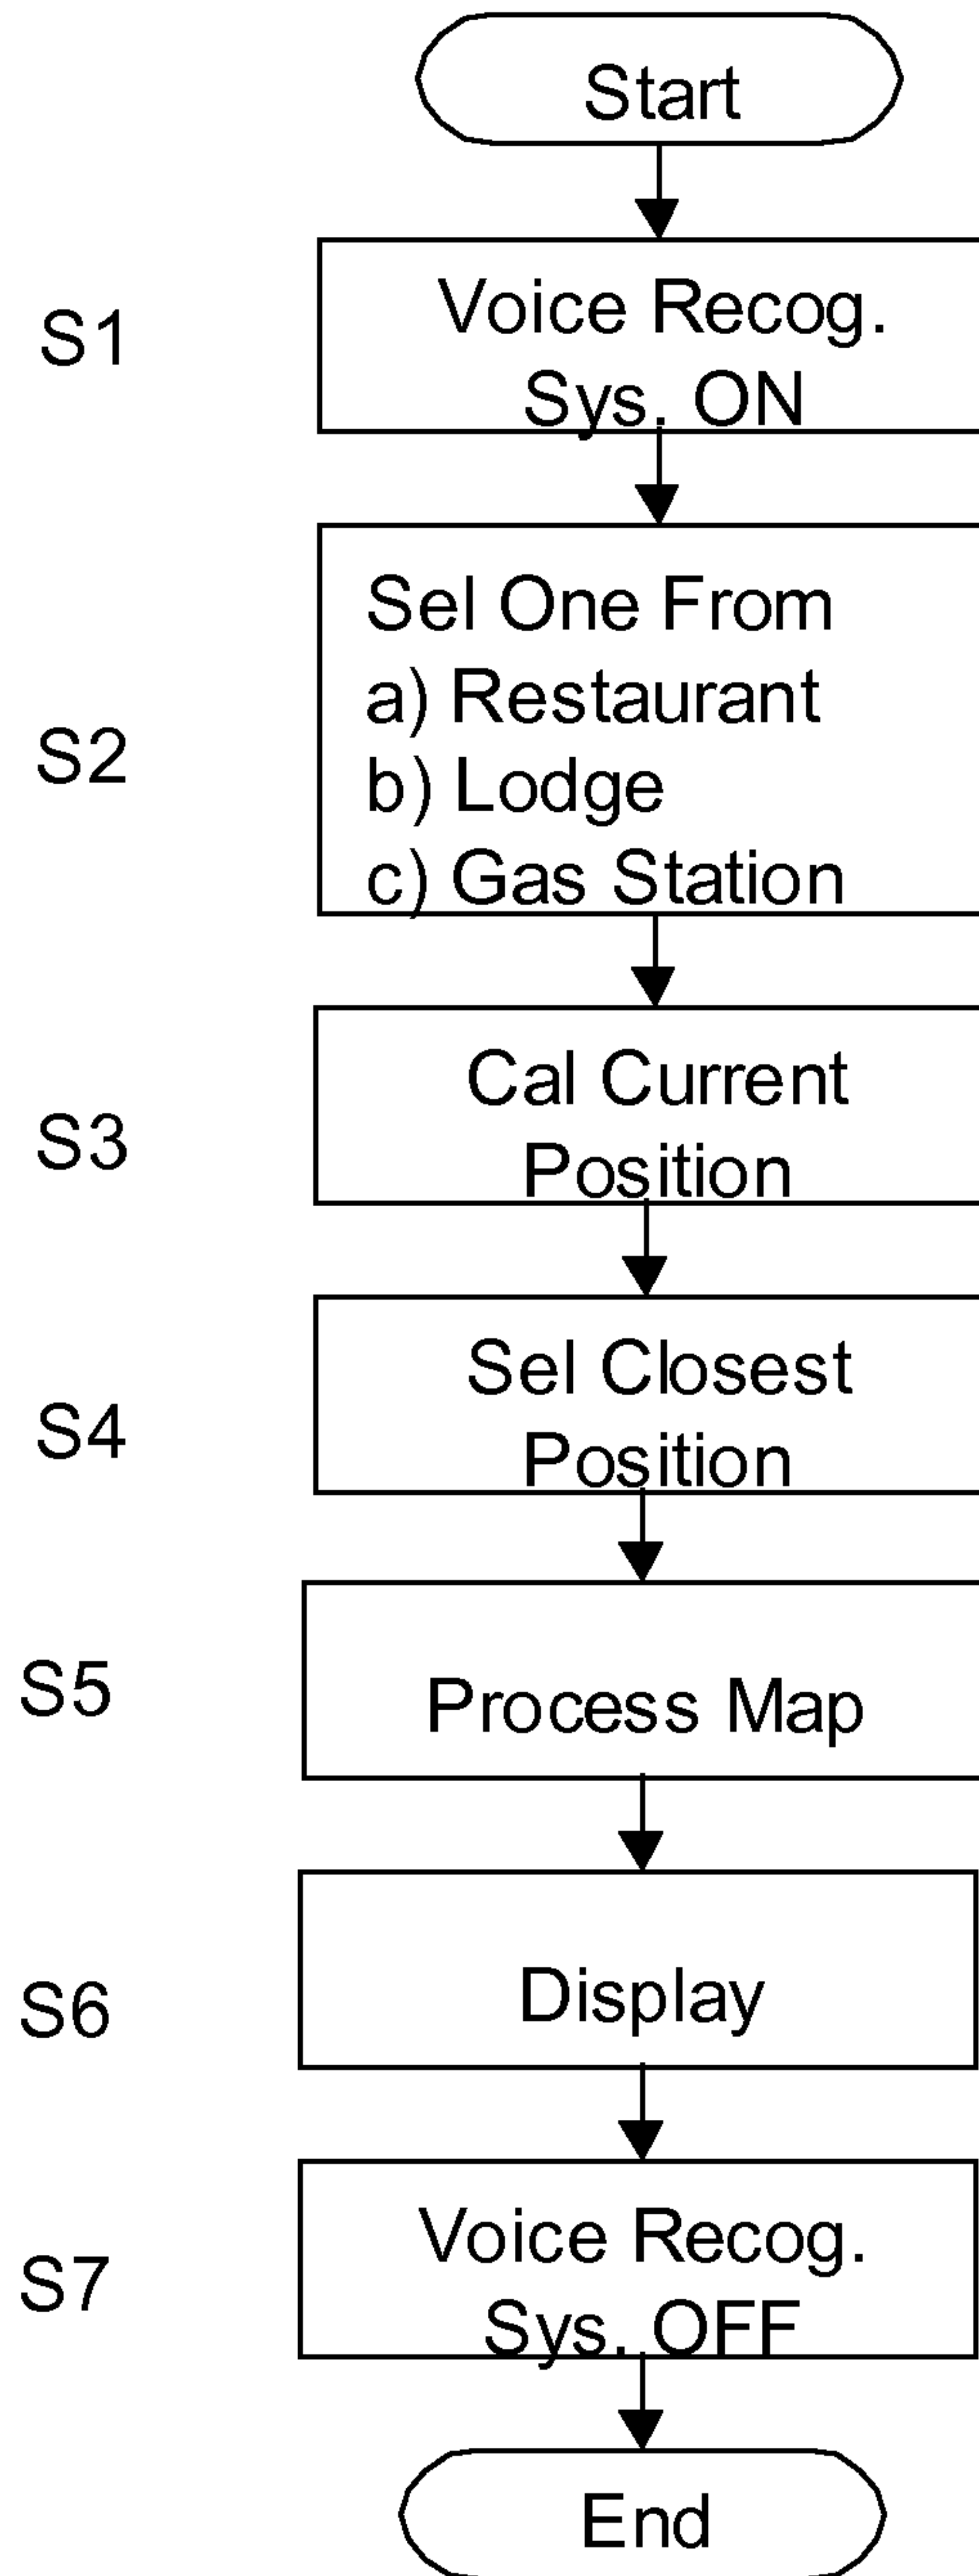 Start
S1
Voice Recog.
Sys. ON
S2
Sel One From
a) Restaurant
b) Lodge
c) Gas Station
S3
Cal Current
Position
S4
Sel Closest
Position
S5
Process Map
S6
Display
S7
Voice Recog.
Sys. OFF
End